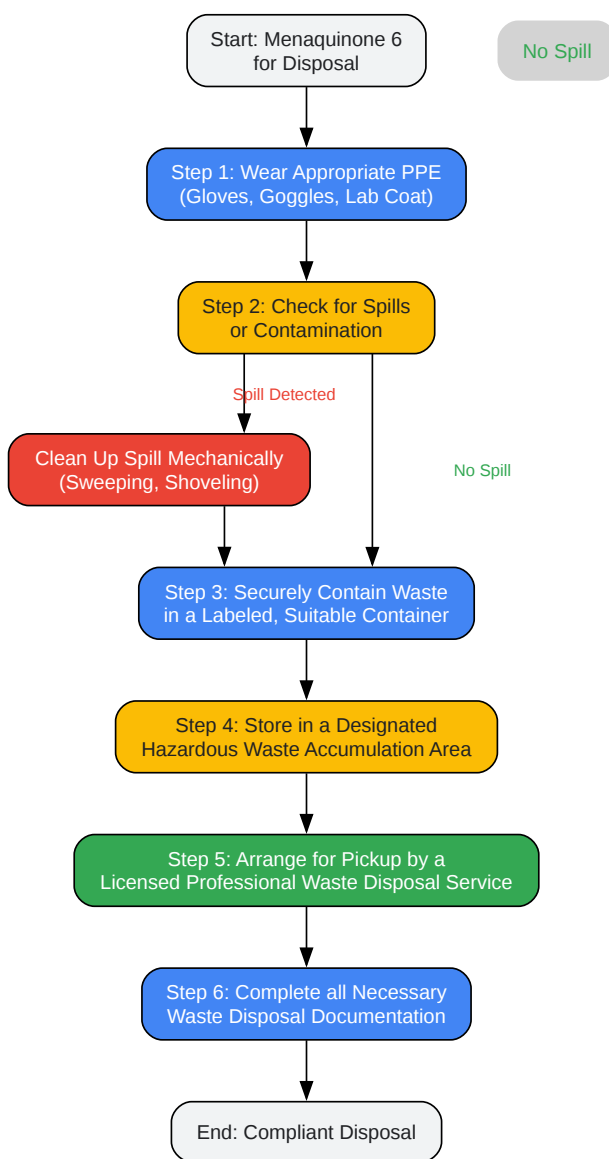 Start: Menaquinone 6
for Disposal
No Spill
Step 1: Wear Appropriate PPE
(Gloves, Goggles, Lab Coat)
Step 2: Check for Spills
or Contamination
Spill Detected
Clean Up Spill Mechanically
(Sweeping, Shoveling)
No Spill
Step 3: Securely Contain Waste
in a Labeled, Suitable Container
Step 4: Store in a Designated
Hazardous Waste Accumulation Area
Step 5: Arrange for Pickup by a
Licensed Professional Waste Disposal Service
Step 6: Complete all Necessary
Waste Disposal Documentation
End: Compliant Disposal